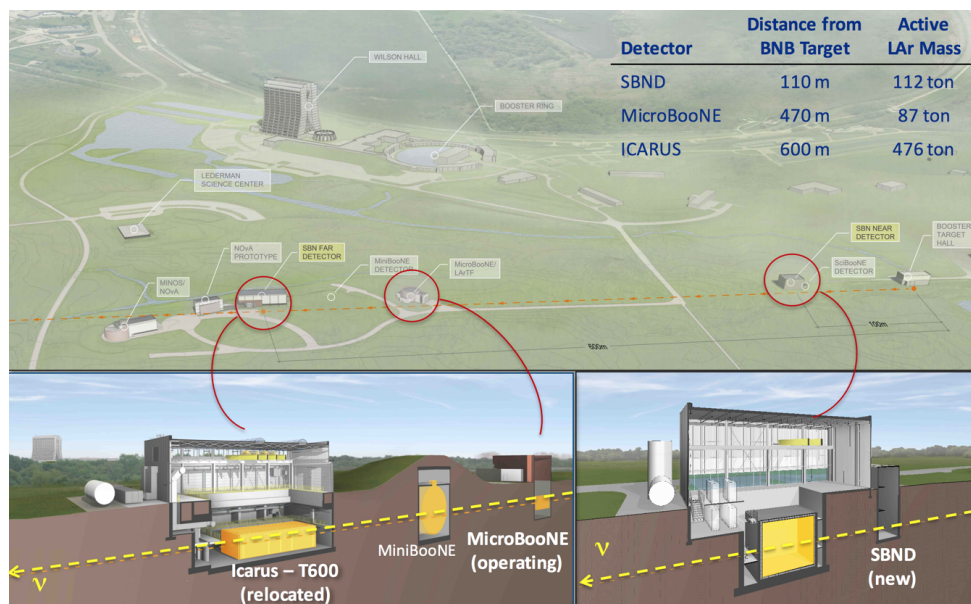 Detector Distance from BNB Target Active LAr Mass
SBND 110 m 112 ton
MicroBooNE 470 m 87 ton
ICARUS 600 m 476 ton
WILSON HALL
BOOSTER RING
LEDERMAN
SCIENCE CENTER
NOvA
PROTOTYPE
SBN FAR
DETECTOR
MiniBooNE
DETECTOR
MicroBooNE/
LArTF
SBN NEAR
DETECTOR
SciBooNE
DETECTOR
BOOSTER
TARGET
HALL
MINOS/
NOvA
100m
600m
MiniBooNE
MicroBooNE
(operating)
ν
Icarus – T600
(relocated)
ν
SBND
(new)